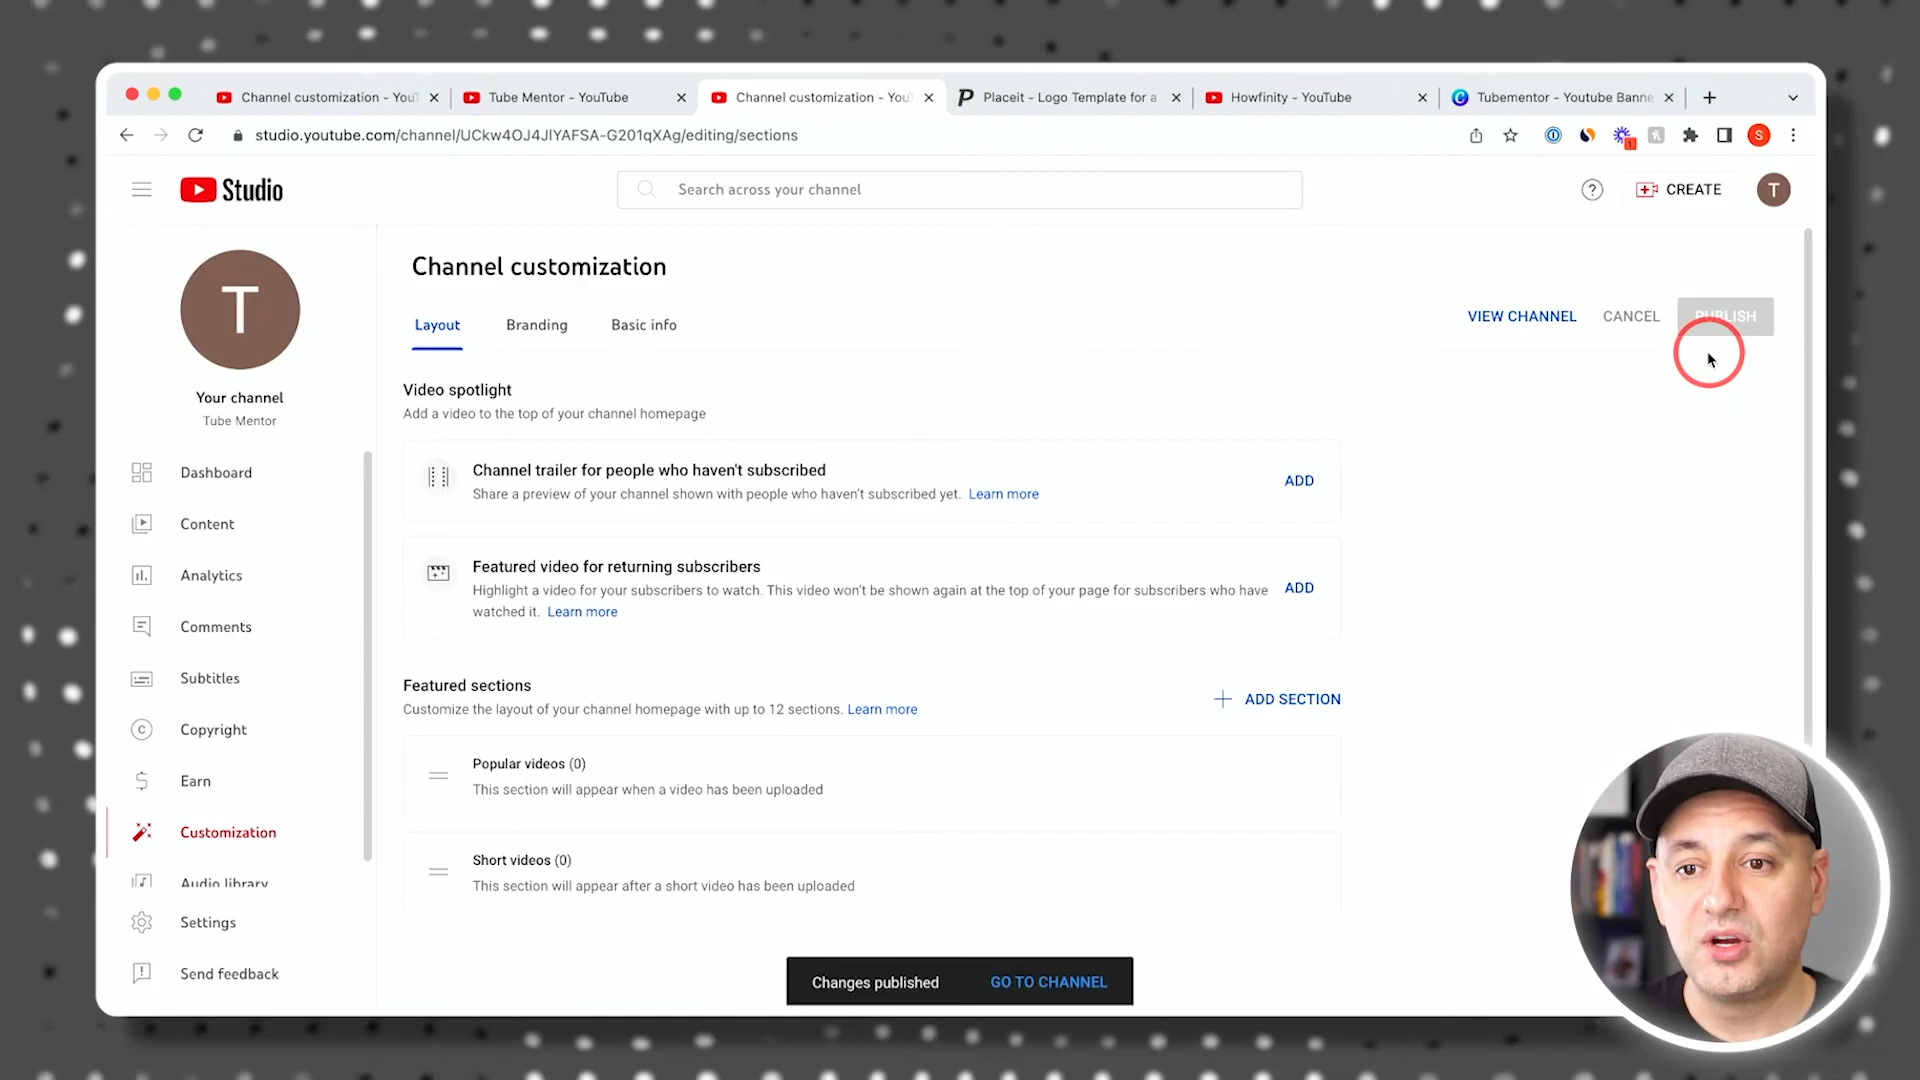 Channel customization - You
Tube Mentor - YouTube
Channel customization - You
Placeit - Logo Template for a
Howfinity - YouTube
Tubementor - Youtube Banne
studio.youtube.com/channel/UCkw4OJ4JlYAFSA-G201qXAg/editing/sections
1
S
Studio
Search across your channel
?
CREATE
T
T
Your channel
Tube Mentor
Dashboard
Content
Analytics
Comments
Subtitles
Copyright
Earn
Customization
Audio library
Settings
Send feedback
Channel customization
Layout
Branding
Basic info
VIEW CHANNEL
CANCEL
PUBLISH
Video spotlight
Add a video to the top of your channel homepage
Channel trailer for people who haven't subscribed
Share a preview of your channel shown with people who haven't subscribed yet. Learn more
ADD
Featured video for returning subscribers
Highlight a video for your subscribers to watch. This video won't be shown again at the top of your page for subscribers who have
watched it. Learn more
ADD
Featured sections
Customize the layout of your channel homepage with up to 12 sections. Learn more
ADD SECTION
Popular videos (0)
This section will appear when a video has been uploaded
Short videos (0)
This section will appear after a short video has been uploaded
Changes published
GO TO CHANNEL